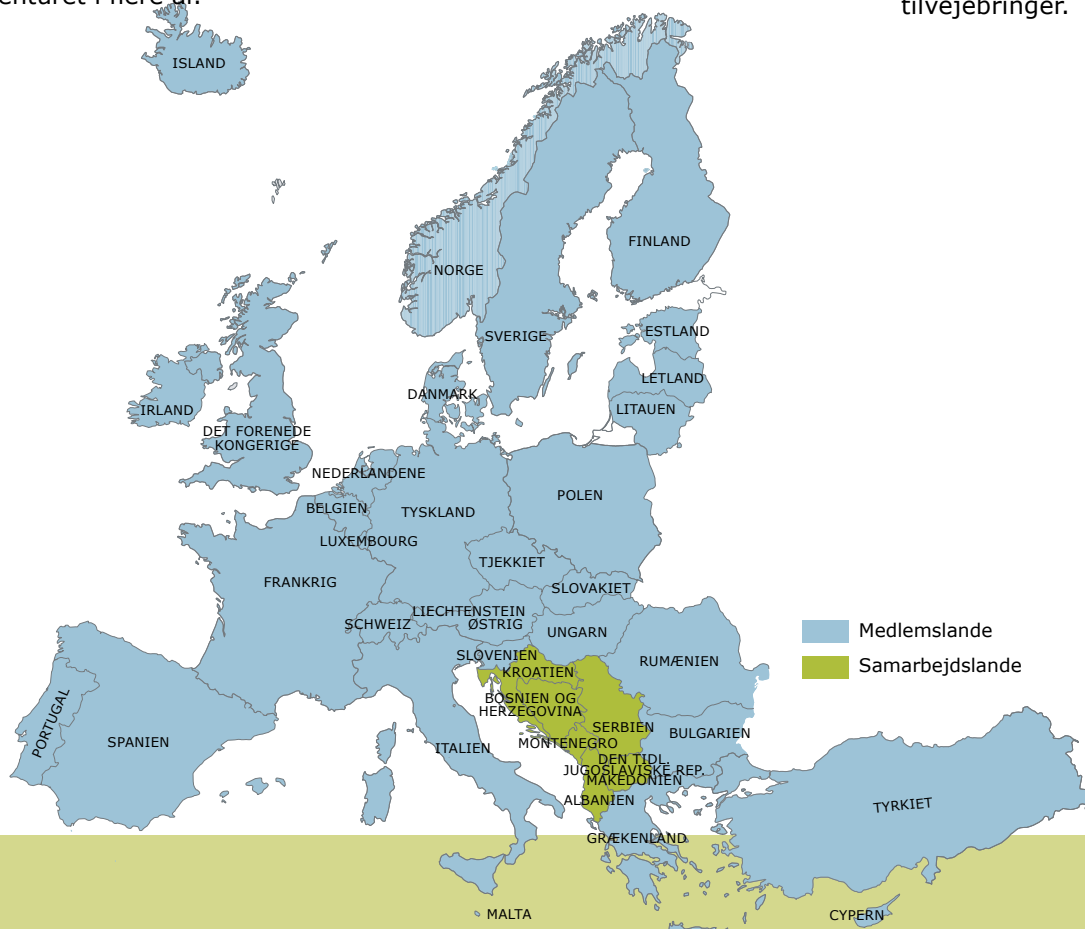 tilvejebringer.
ISLAND
FINLAND
NORGE
SVERIGE
ESTLAND
LETLAND
DANMARK
LITAUEN
IRLAND
DET FORENEDE
KONGERIGE
NEDERLANDENE
POLEN
BELGIEN
TYSKLAND
LUXEMBOURG
TJEKKIET
FRANKRIG
SLOVAKIET
LIECHTENSTEIN
SCHWEIZ
ØSTRIG
UNGARN
Medlemslande
SLOVENIEN
RUMÆNIEN
Samarbejdslande
KROATIEN
BOSNIEN OG
HERZEGOVINA
PORTUGAL
SERBIEN
BULGARIEN
SPANIEN
MONTENEGRO
ITALIEN
DEN TIDL.
JUGOSLAVISKE REP.
MAKEDONIEN
ALBANIEN
TYRKIET
GRÆKENLAND
MALTA
CYPERN